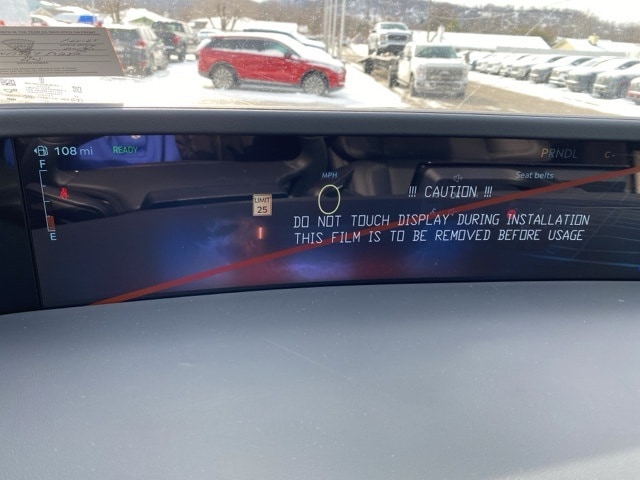 108 mi READY
F
E
PRNDL C
MPH
0
LIMIT
25
Seat belts
!!! CAUTION !!!
DO NOT TOUCH DISPLAY DURING INSTALLATION
THIS FILM IS TO BE REMOVED BEFORE USAGE